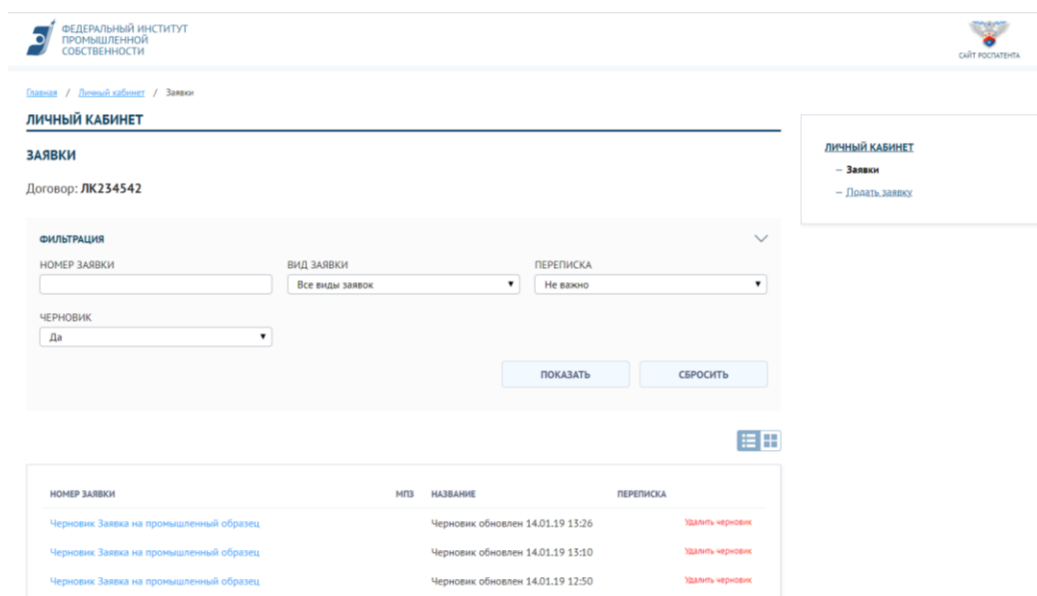 ФЕДЕРАЛЬНЫЙ ИНСТИТУТ
ПРОМЫШЛЕННОЙ
СОБСТВЕННОСТИ
САЙТ РОСПАТЕНТА
Главная / Личный кабинет / Заявки
ЛИЧНЫЙ КАБИНЕТ
ЗАЯВКИ
Договор: ЛК234542
ЛИЧНЫЙ КАБИНЕТ
— Заявки
— Подать заявку
ФИЛЬТРАЦИЯ
НОМЕР ЗАЯВКИ ВИД ЗАЯВКИ ПЕРЕПИСКА
Все виды заявок Не важно
ЧЕРНОВИК
Да
ПОКАЗАТЬ СБРОСИТЬ
НОМЕР ЗАЯВКИ МПЗ НАЗВАНИЕ ПЕРЕПИСКА
Черновик Заявка на промышленный образец Черновик обновлен 14.01.19 13:26 Удалить черновик
Черновик Заявка на промышленный образец Черновик обновлен 14.01.19 13:10 Удалить черновик
Черновик Заявка на промышленный образец Черновик обновлен 14.01.19 12:50 Удалить черновик